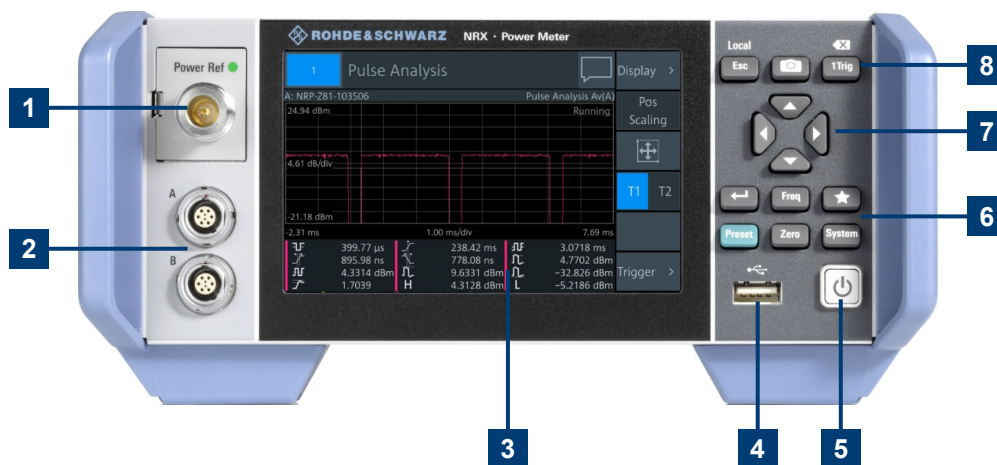 ROHDE&SCHWARZ NRX · Power Meter
Power Ref
1
Pulse Analysis
Display >
A: NRP-Z81-103506
Pulse Analysis Av(A)
24.94 dBm
Running
4.61 dB/div
-21.18 dBm
-2.31 ms
1.00 ms/div
7.69 ms
399.77 µs
238.42 ms
3.0718 ms
895.98 ns
778.08 ns
4.7702 dBm
4.3314 dBm
9.6331 dBm
−32.826 dBm
1.7039
H 4.3128 dBm
L −5.2186 dBm
Pos
Scaling
T1 T2
Trigger >
A
B
Local
Esc
1Trig
Freq
Preset
Zero
System
1
2
3
4
5
6
7
8